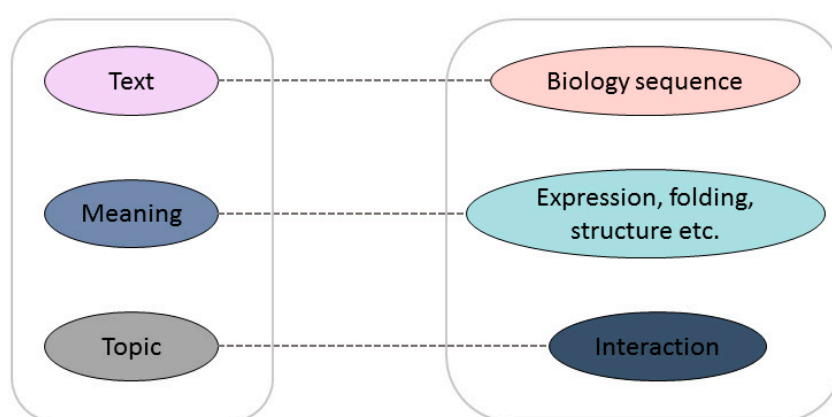 Text
Biology sequence
Meaning
Expression, folding,
structure etc.
Topic
Interaction